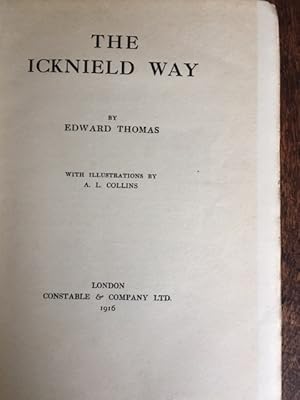 THE
ICKNIELD WAY
BY
EDWARD THOMAS
WITH ILLUSTRATIONS BY
A. L. COLLINS
LONDON
CONSTABLE & COMPANY LTD.
1916